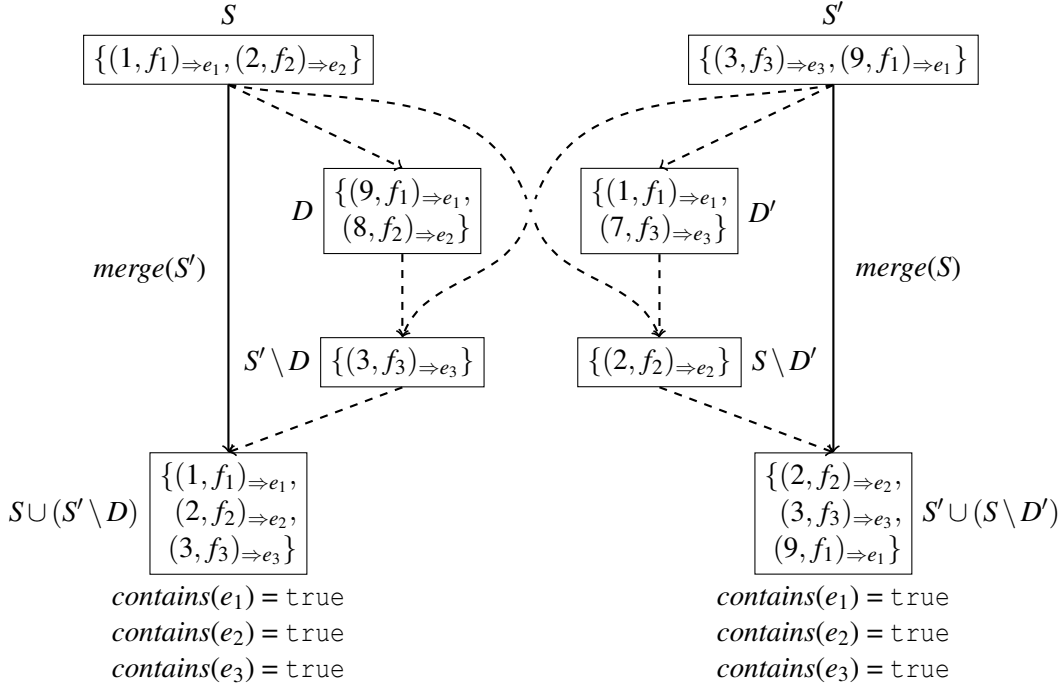 S
S′
{(1, f₁)⇒e₁, (2, f₂)⇒e₂}
{(3, f₃)⇒e₃, (9, f₁)⇒e₁}
D
{(9, f₁)⇒e₁,
(8, f₂)⇒e₂}
{(1, f₁)⇒e₁,
(7, f₃)⇒e₃}
D′
merge(S′)
merge(S)
S′ \ D
{(3, f₃)⇒e₃}
{(2, f₂)⇒e₂}
S \ D′
S ∪ (S′ \ D)
{(1, f₁)⇒e₁,
(2, f₂)⇒e₂,
(3, f₃)⇒e₃}
{(2, f₂)⇒e₂,
(3, f₃)⇒e₃,
(9, f₁)⇒e₁}
S′ ∪ (S \ D′)
contains(e₁) = true
contains(e₂) = true
contains(e₃) = true
contains(e₁) = true
contains(e₂) = true
contains(e₃) = true